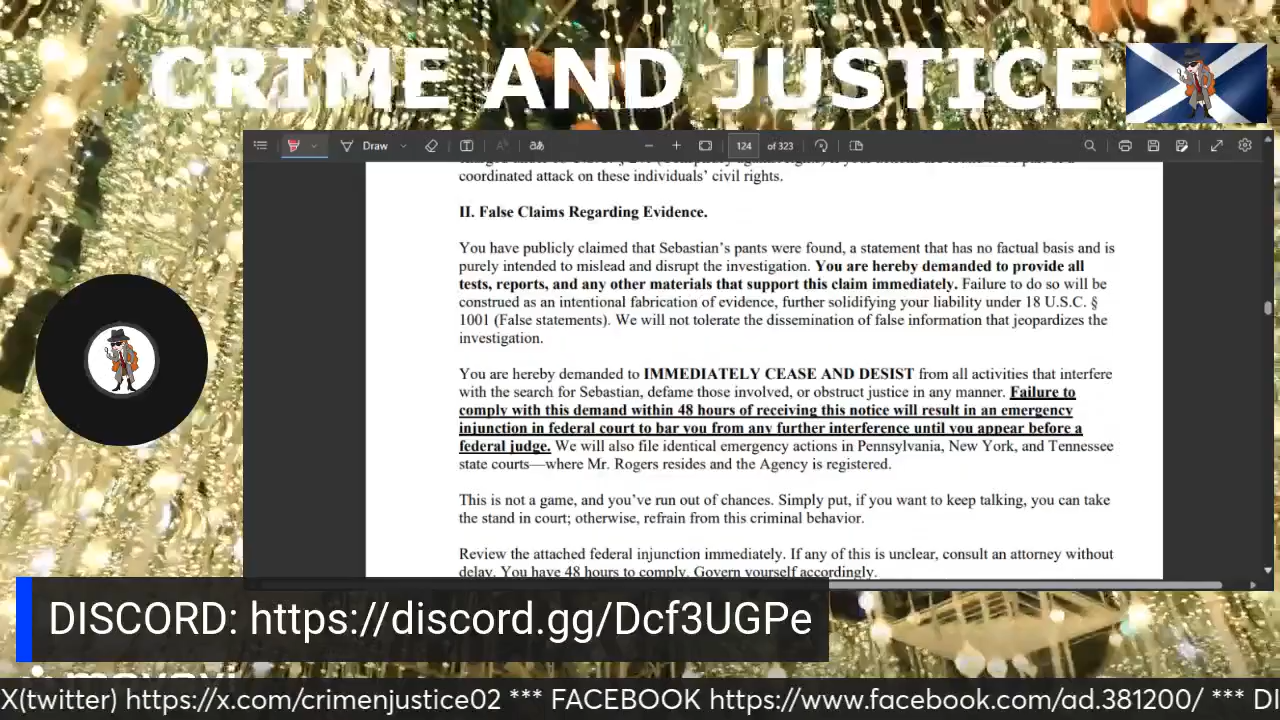 CRIME AND JUSTICE
Draw
124 of 323
coordinated attack on these individuals’ civil rights.
II. False Claims Regarding Evidence.
You have publicly claimed that Sebastian’s pants were found, a statement that has no factual basis and is
purely intended to mislead and disrupt the investigation. You are hereby demanded to provide all
tests, reports, and any other materials that support this claim immediately. Failure to do so will be
construed as an intentional fabrication of evidence, further solidifying your liability under 18 U.S.C. §
1001 (False statements). We will not tolerate the dissemination of false information that jeopardizes the
investigation.
You are hereby demanded to IMMEDIATELY CEASE AND DESIST from all activities that interfere
with the search for Sebastian, defame those involved, or obstruct justice in any manner. Failure to
comply with this demand within 48 hours of receiving this notice will result in an emergency
injunction in federal court to bar you from any further interference until you appear before a
federal judge. We will also file identical emergency actions in Pennsylvania, New York, and Tennessee
state courts—where Mr. Rogers resides and the Agency is registered.
This is not a game, and you’ve run out of chances. Simply put, if you want to keep talking, you can take
the stand in court; otherwise, refrain from this criminal behavior.
Review the attached federal injunction immediately. If any of this is unclear, consult an attorney without
delay. You have 48 hours to comply. Govern yourself accordingly.
DISCORD: https://discord.gg/Dcf3UGPe
X(twitter) https://x.com/crimenjustice02 *** FACEBOOK https://www.facebook.com/ad.381200/ *** DI